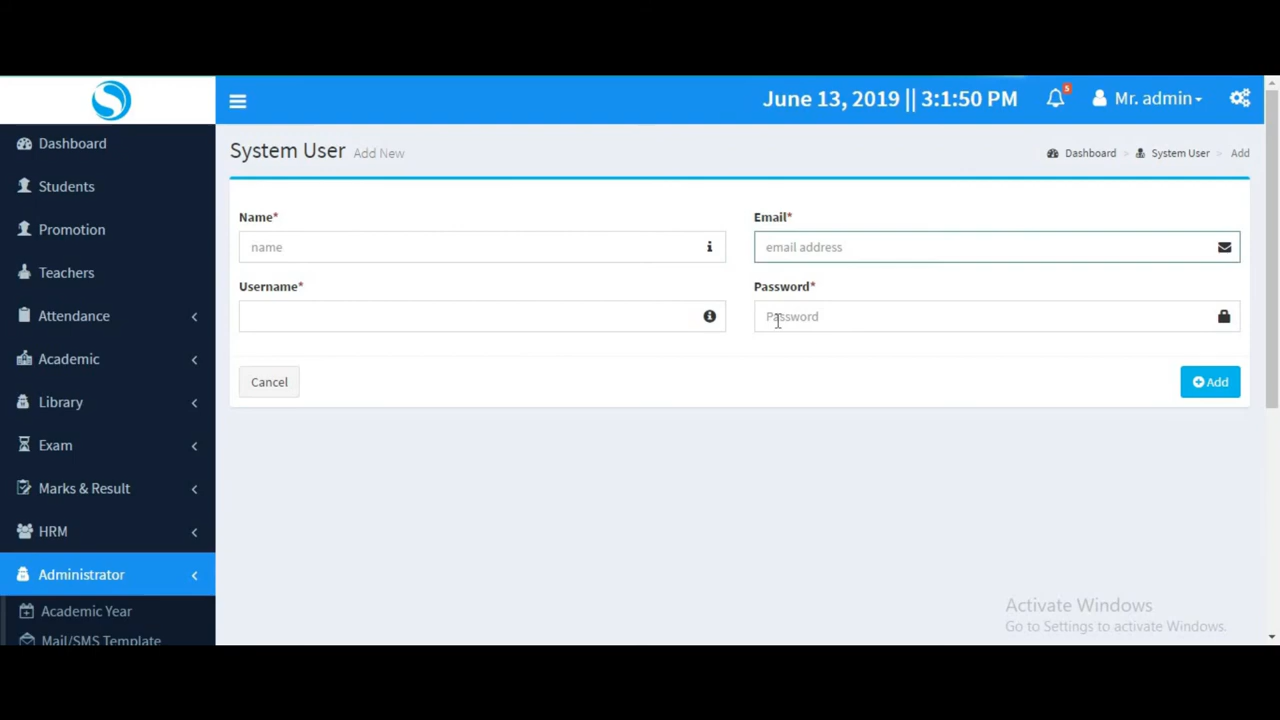 June 13, 2019 || 3:1:50 PM
5
Mr. admin
Dashboard
Students
Promotion
Teachers
Attendance
Academic
Library
Exam
Marks & Result
HRM
Administrator
Academic Year
Mail/SMS Template
System User Add New
Dashboard > System User > Add
Name* Email*
name email address
Username* Password*
Password
Cancel Add
Activate Windows
Go to Settings to activate Windows.